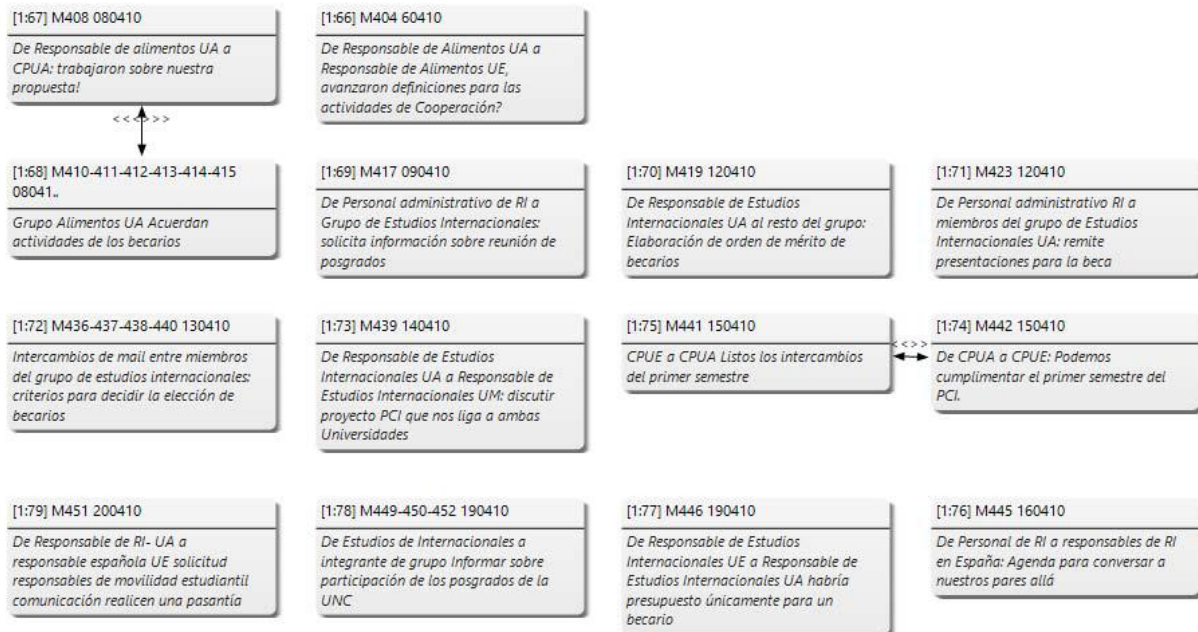 [1:67] M408 080410
De Responsable de alimentos UA a
CPUA: trabajaron sobre nuestra
propuesta!
[1:66] M404 60410
De Responsable de Alimentos UA a
Responsable de Alimentos UE,
avanzaron definiciones para las
actividades de Cooperación?
<<<>>>
[1:68] M410-411-412-413-414-415
08041..
Grupo Alimentos UA Acuerdan
actividades de los becarios
[1:69] M417 090410
De Personal administrativo de RI a
Grupo de Estudios Internacionales:
solicita información sobre reunión de
posgrados
[1:70] M419 120410
De Responsable de Estudios
Internacionales UA al resto del grupo:
Elaboración de orden de mérito de
becarios
[1:71] M423 120410
De Personal administrativo RI a
miembros del grupo de Estudios
Internacionales UA: remite
presentaciones para la beca
[1:72] M436-437-438-440 130410
Intercambios de mail entre miembros
del grupo de estudios internacionales:
criterios para decidir la elección de
becarios
[1:73] M439 140410
De Responsable de Estudios
Internacionales UA a Responsable de
Estudios Internacionales UM: discutir
proyecto PCI que nos liga a ambas
Universidades
[1:75] M441 150410
CPUE a CPUA Listos los intercambios
del primer semestre
<<>>
[1:74] M442 150410
De CPUA a CPUE: Podemos
cumplimentar el primer semestre del
PCI.
[1:79] M451 200410
De Responsable de RI- UA a
responsable española UE solicitud
responsables de movilidad estudiantil
comunicación realicen una pasantía
[1:78] M449-450-452 190410
De Estudios de Internacionales a
integrante de grupo Informar sobre
participación de los posgrados de la
UNC
[1:77] M446 190410
De Responsable de Estudios
Internacionales UE a Responsable de
Estudios Internacionales UA habría
presupuesto únicamente para un
becario
[1:76] M445 160410
De Personal de RI a responsables de RI
en España: Agenda para conversar a
nuestros pares allá